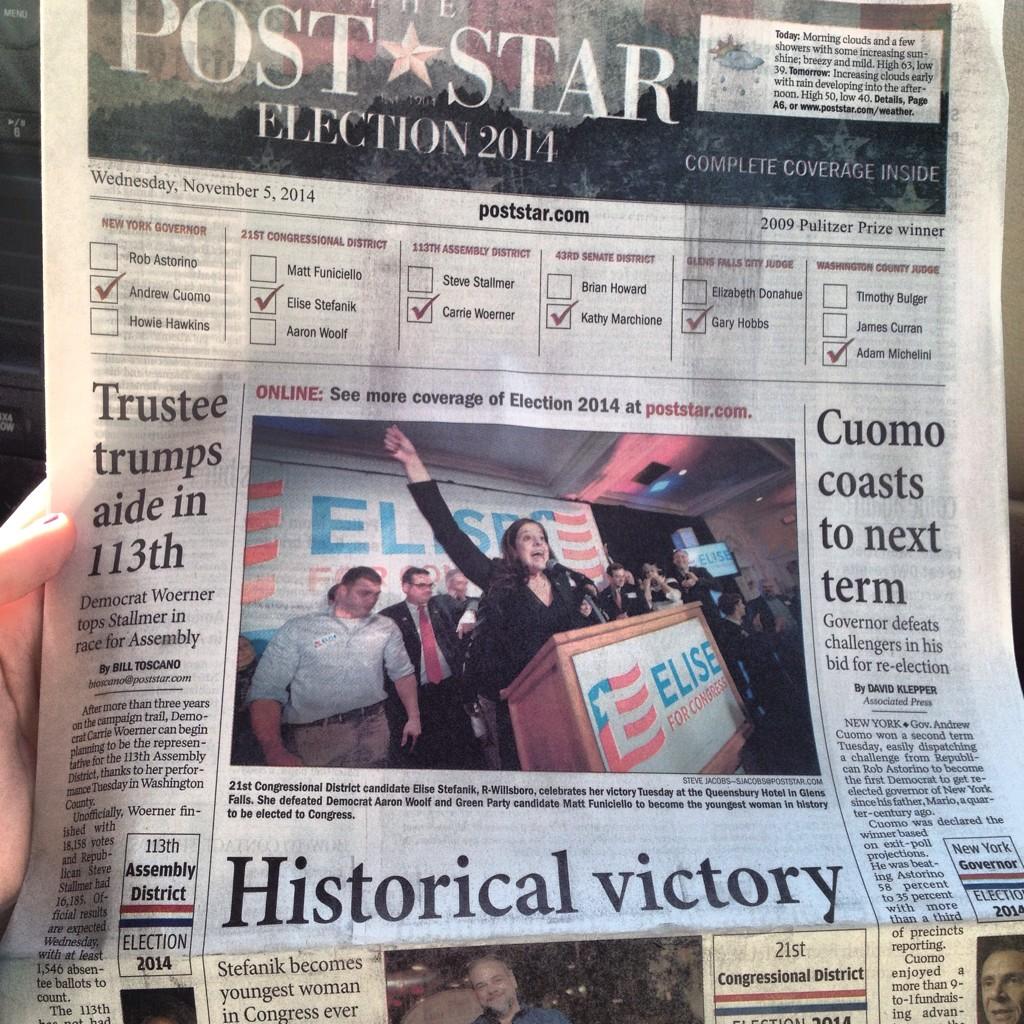 THE
POST STAR
ELECTION 2014
Today: Morning clouds and a few
showers with some increasing sun-
shine; breezy and mild. High 63, low
39. Tomorrow: Increasing clouds early
with rain developing into the after-
noon. High 50, low 40. Details, Page
A6, or www.poststar.com/weather.
COMPLETE COVERAGE INSIDE
Wednesday, November 5, 2014
poststar.com
2009 Pulitzer Prize winner
NEW YORK GOVERNOR
Rob Astorino
Andrew Cuomo
Howie Hawkins
21ST CONGRESSIONAL DISTRICT
Matt Funiciello
Elise Stefanik
Aaron Woolf
113TH ASSEMBLY DISTRICT
Steve Stallmer
Carrie Woerner
43RD SENATE DISTRICT
Brian Howard
Kathy Marchione
GLENS FALLS CITY JUDGE
Elizabeth Donahue
Gary Hobbs
WASHINGTON COUNTY JUDGE
Timothy Bulger
James Curran
Adam Michelini
Trustee
trumps
aide in
113th
Democrat Woerner
tops Stallmer in
race for Assembly
By BILL TOSCANO
btoscano@poststar.com
After more than three years
on the campaign trail, Demo-
crat Carrie Woerner can begin
planning to be the represen-
tative for the 113th Assembly
District, thanks to her perfor-
mance Tuesday in Washington
County.
Unofficially, Woerner fin-
ished with
18,158 votes
and Repub-
lican Steve
Stallmer had
16,185. Of-
ficial results
are expected
Wednesday,
with at least
1,546 absen-
tee ballots to
count.
The 113th
has not had
113th
Assembly
District
ELECTION
2014
ONLINE: See more coverage of Election 2014 at poststar.com.
ELISE
FOR CO
ELISE
ELISE
FOR CONGRESS
STEVE JACOBS—SJACOBS@POSTSTAR.COM
21st Congressional District candidate Elise Stefanik, R-Willsboro, celebrates her victory Tuesday at the Queensbury Hotel in Glens
Falls. She defeated Democrat Aaron Woolf and Green Party candidate Matt Funiciello to become the youngest woman in history
to be elected to Congress.
Historical victory
Stefanik becomes
youngest woman
in Congress ever
21st
Congressional District
ELECTION 2014
Cuomo
coasts
to next
term
Governor defeats
challengers in his
bid for re-election
By DAVID KLEPPER
Associated Press
NEW YORK ♦ Gov. Andrew
Cuomo won a second term
Tuesday, easily dispatching
a challenge from Republi-
can Rob Astorino to become
the first Democrat to get re-
elected governor of New York
since his father, Mario, a quar-
ter-century ago.
Cuomo was declared the
winner based
on exit-poll
projections.
He was beat-
ing Astorino
58 percent
to 35 percent
with more
than a third
of precincts
reporting.
Cuomo
enjoyed a
more than 9-
to-1 fundrais-
ing advan-
New York
Governor
ELECTION
2014
MENU
6